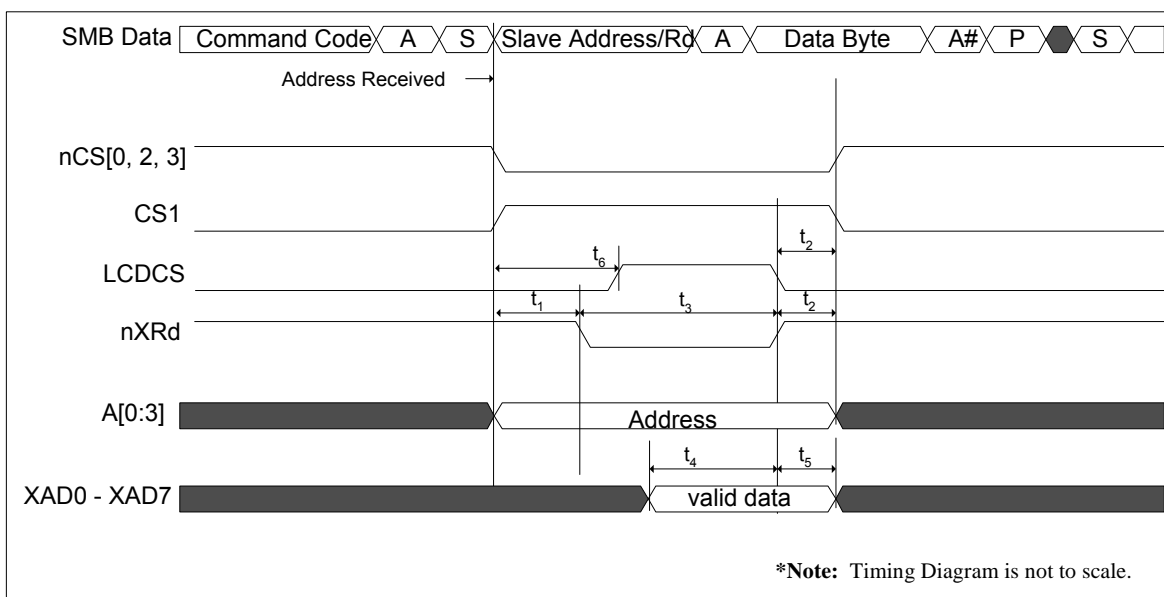 SMB Data Command Code A S Slave Address/Rd A Data Byte A# P S
Address Received
nCS[0, 2, 3]
CS1
t2
LCDCS t6
t1 t3 t2
nXRd
A[0:3] Address
t4 t5
XAD0 - XAD7 valid data
*Note: Timing Diagram is not to scale.